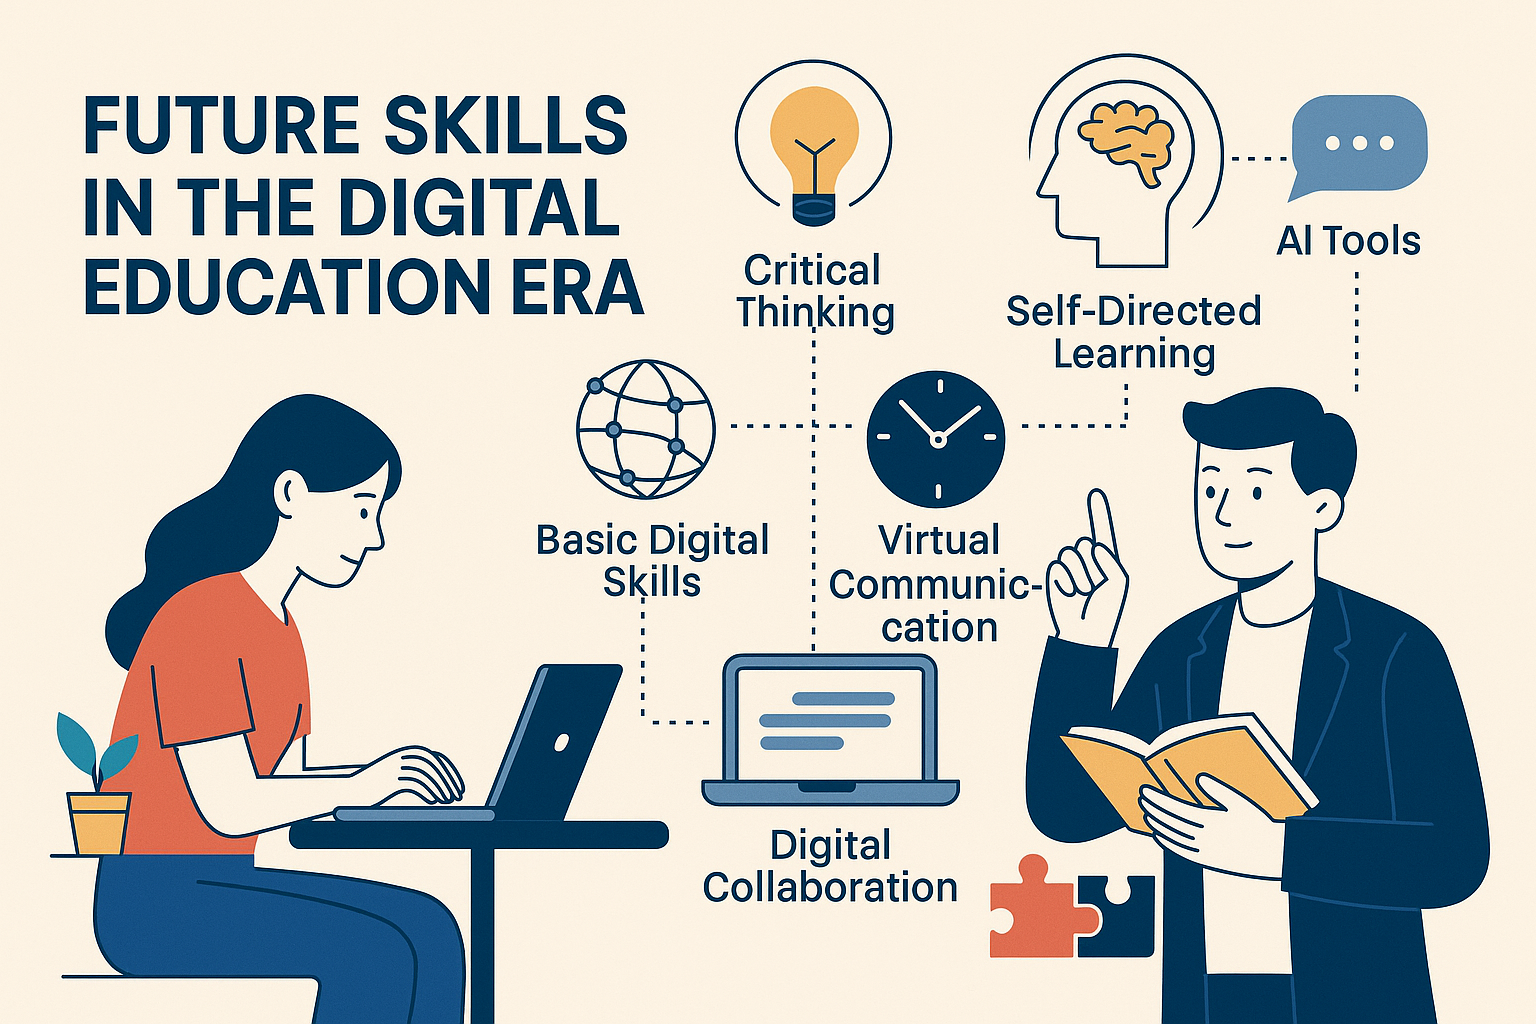 FUTURE SKILLS
IN THE DIGITAL
EDUCATION ERA
Critical
Thinking
Self-Directed
Learning
AI Tools
Basic Digital
Skills
Virtual
Communic-
cation
Digital
Collaboration